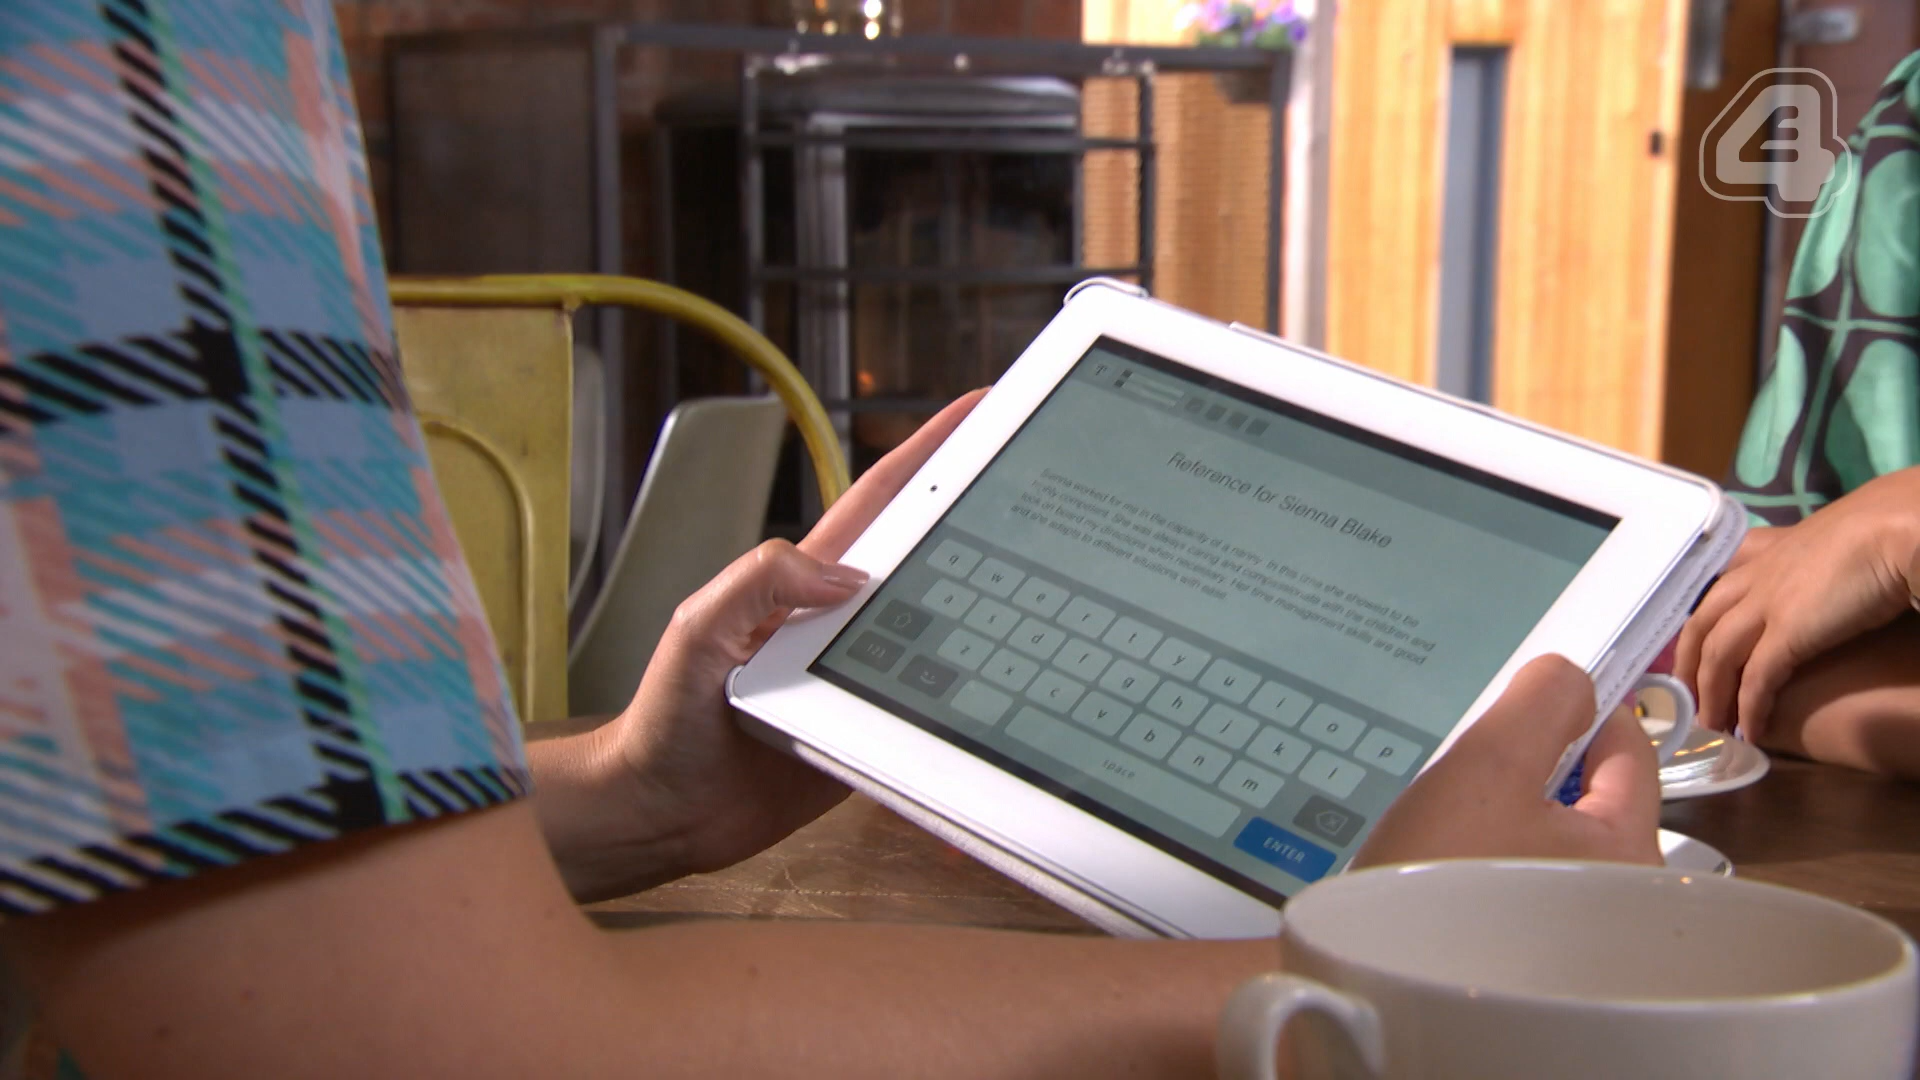 E4
Reference for Sienna Blake
Sienna worked for me in the capacity of a nanny. In this time she showed to be
highly competent. She was always caring and compassionate with the children and
took on board my directions when necessary. Her time management skills are good
and she adapts to different situations with ease.
q w e r t y u i o p
a s d f g h j k l
z x c v b n m
123 space ENTER